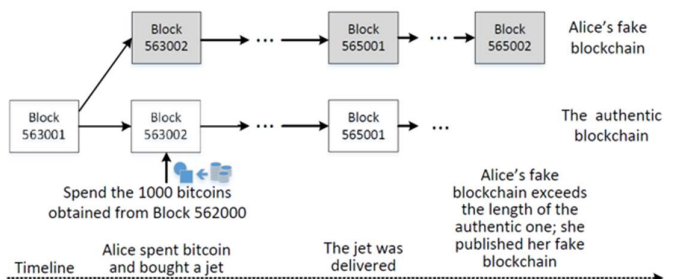 Block
563002
...
Block
565001
...
Block
565002
Alice's fake
blockchain
Block
563001
Block
563002
...
Block
565001
...
The authentic
blockchain
Spend the 1000 bitcoins
obtained from Block 562000
Alice's fake
blockchain exceeds
the length of the
authentic one; she
published her fake
blockchain
Timeline
Alice spent bitcoin
and bought a jet
The jet was
delivered